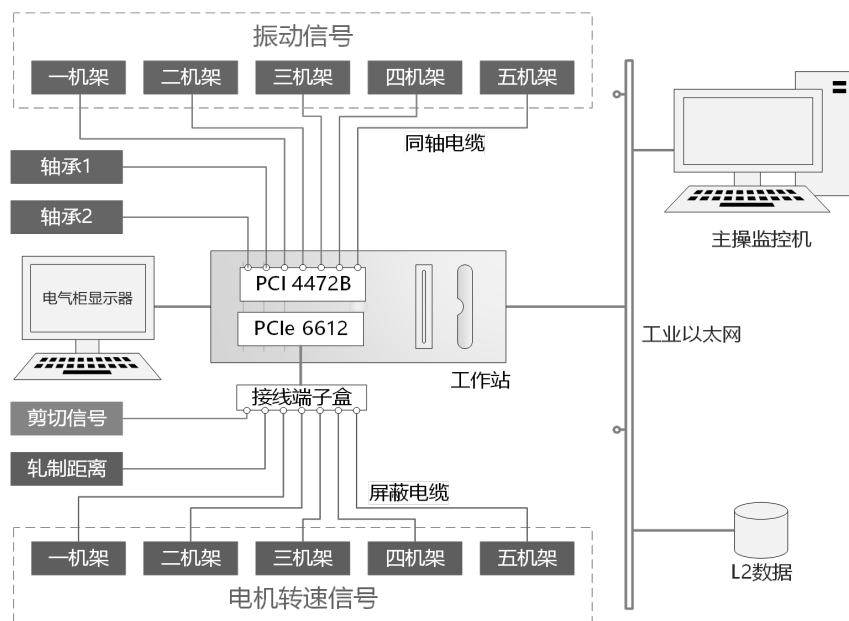 振动信号
一机架
二机架
三机架
四机架
五机架
同轴电缆
轴承1
轴承2
主操监控机
PCI 4472B
电气柜显示器
PCIe 6612
工业以太网
工作站
接线端子盒
剪切信号
轧制距离
屏蔽电缆
一机架
二机架
三机架
四机架
五机架
L2数据
电机转速信号